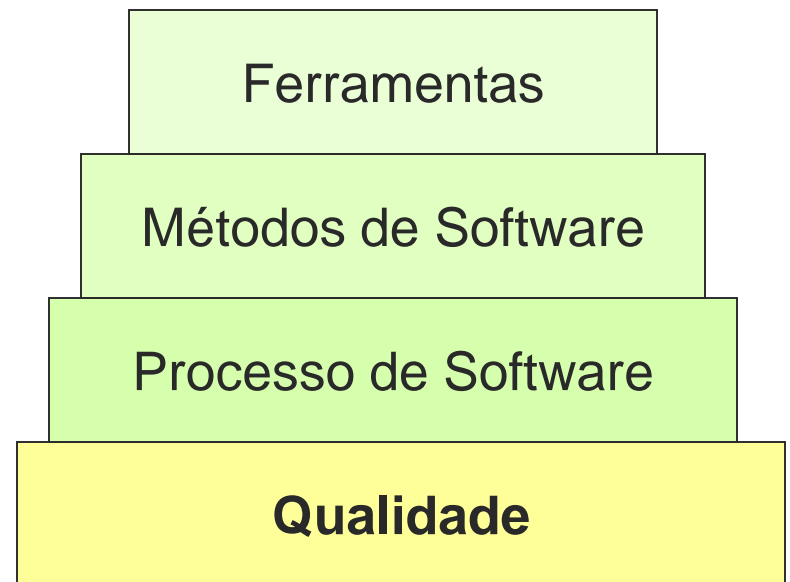 Ferramentas
Métodos de Software
Processo de Software
Qualidade